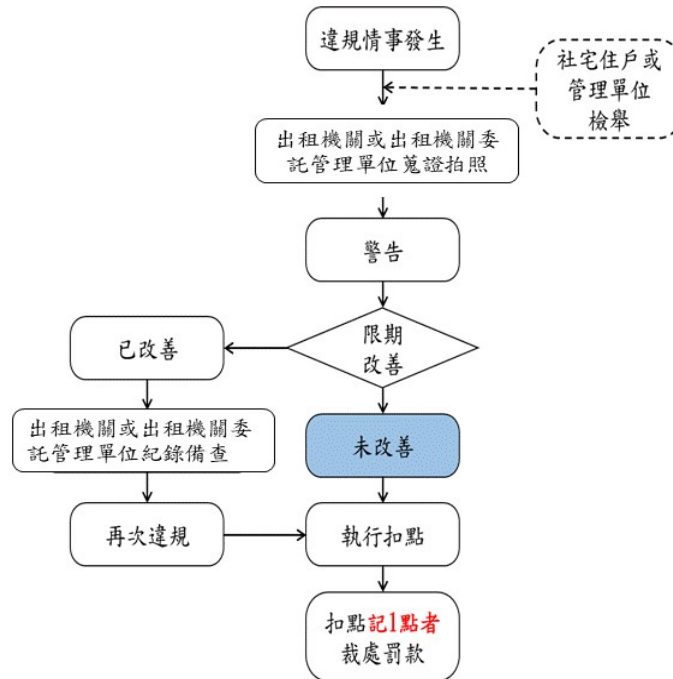 違規情事發生
社宅住戶或
管理單位
檢舉
出租機關或出租機關委
託管理單位蒐證拍照
警告
限期
改善
已改善
出租機關或出租機關委
託管理單位紀錄備查
未改善
再次違規
執行扣點
扣點記1點者
裁處罰款